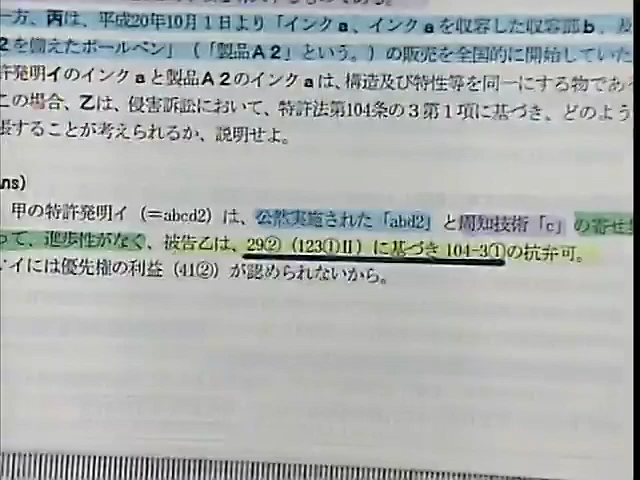 一方、丙は、平成20年10月１日より「インクａ、インクａを収容した収容部ｂ、及
２を備えたボールペン」（「製品Ａ２」という。）の販売を全国的に開始していた
許発明イのインクａと製品Ａ２のインクａは、構造及び特性等を同一にする物であ
この場合、乙は、侵害訴訟において、特許法第104条の３第１項に基づき、どのよう
張することが考えられるか、説明せよ。
ns)
甲の特許発明イ（＝abcd2）は、公然実施された「abd2」と周知技術「c」の寄せ
って、進歩性がなく、被告乙は、29②（123①Ⅱ）に基づき 104-3①の抗弁可。
イには優先権の利益（41②）が認められないから。